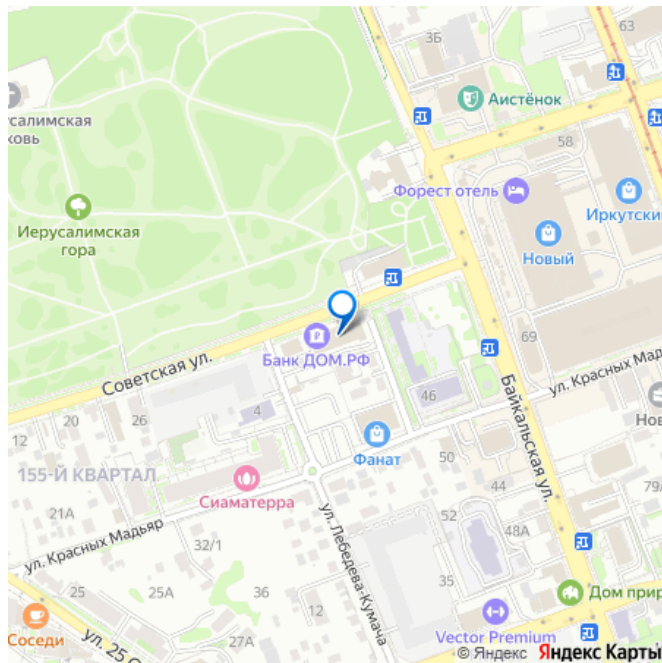 3Б
63
Аистёнок
58
русалимская
ковь
Форест отель
Иркутский
Иерусалимская
гора
Новый
69
Советская ул.
Банк ДОМ.РФ
Байкальская ул.
ул. Красных Мадьяр
46
4
20
26
12
Нов
Фанат
50
155-Й КВАРТАЛ
Сиаматерра
44
79/
21А
52
48А
ул. Красных Мадьяр
32/1
ул. Лебедева-Кумача
25
25А
36
35
12
Дом прир
Соседи
27А
Vector Premium
ул. 25 О
© Яндекс Яндекс Карты